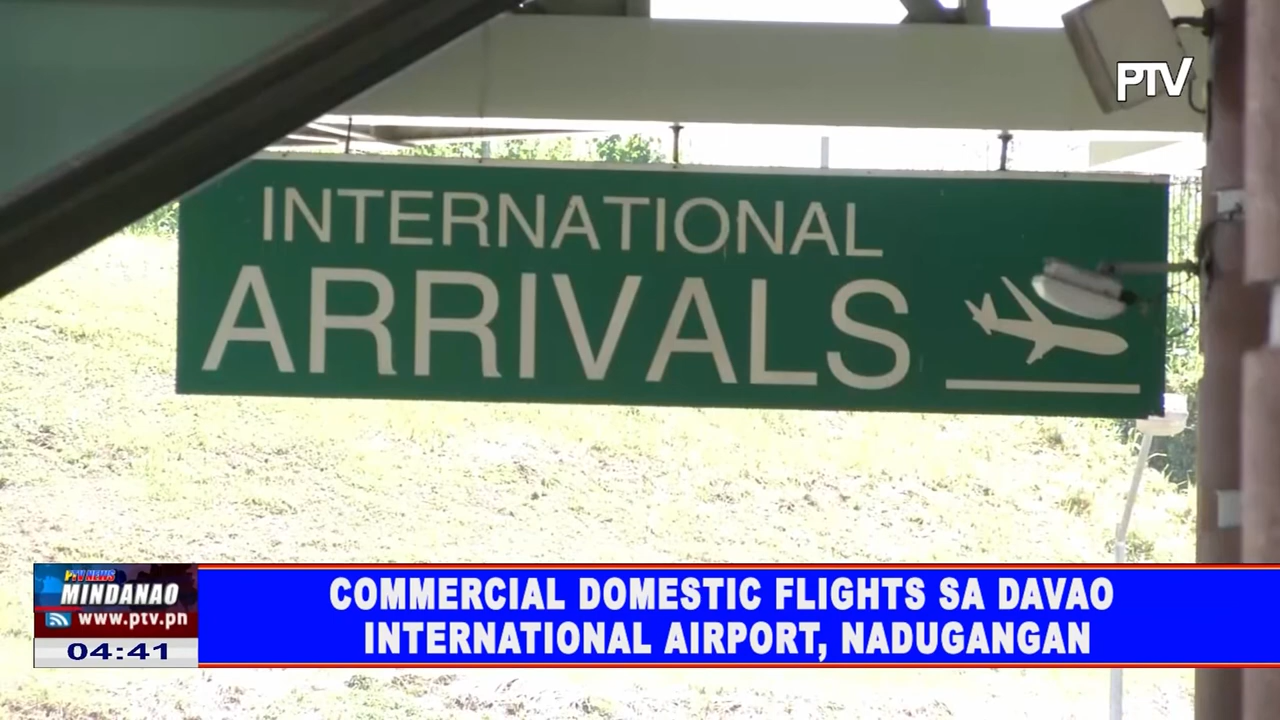 PTV
INTERNATIONAL
ARRIVALS
PTV NEWS
MINDANAO
www.ptv.pn
04:41
COMMERCIAL DOMESTIC FLIGHTS SA DAVAO
INTERNATIONAL AIRPORT, NADUGANGAN